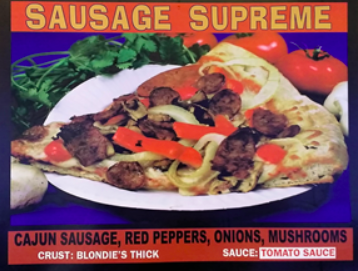 SAUSAGE SUPREME
CAJUN SAUSAGE, RED PEPPERS, ONIONS, MUSHROOMS
CRUST: BLONDIE'S THICK SAUCE: TOMATO SAUCE